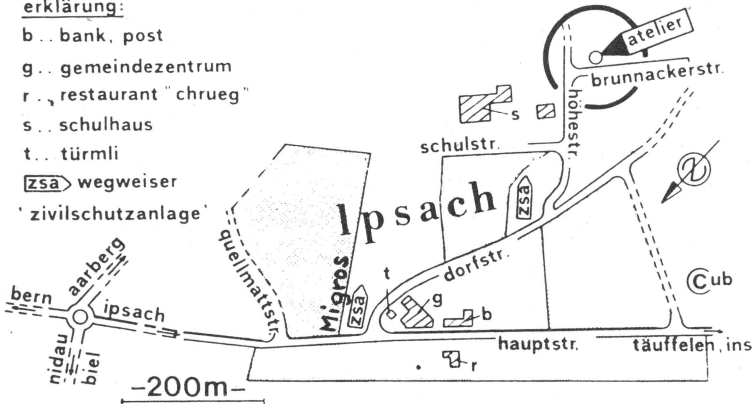 erklärung:
b.. bank, post
g.. gemeindezentrum
r.. restaurant "chrueg"
s.. schulhaus
t.. türmli
zsa wegweiser
'zivilschutzanlage'
atelier
brunnackerstr.
höhestr.
s
schulstr.
Ipsach
zsa
dorfstr.
quellmattstr.
Migros
zsa
t
g
b
aarberg
bern
ipsach
nidau
biel
hauptstr.
täuffelen, ins
r
-200m-
Cub